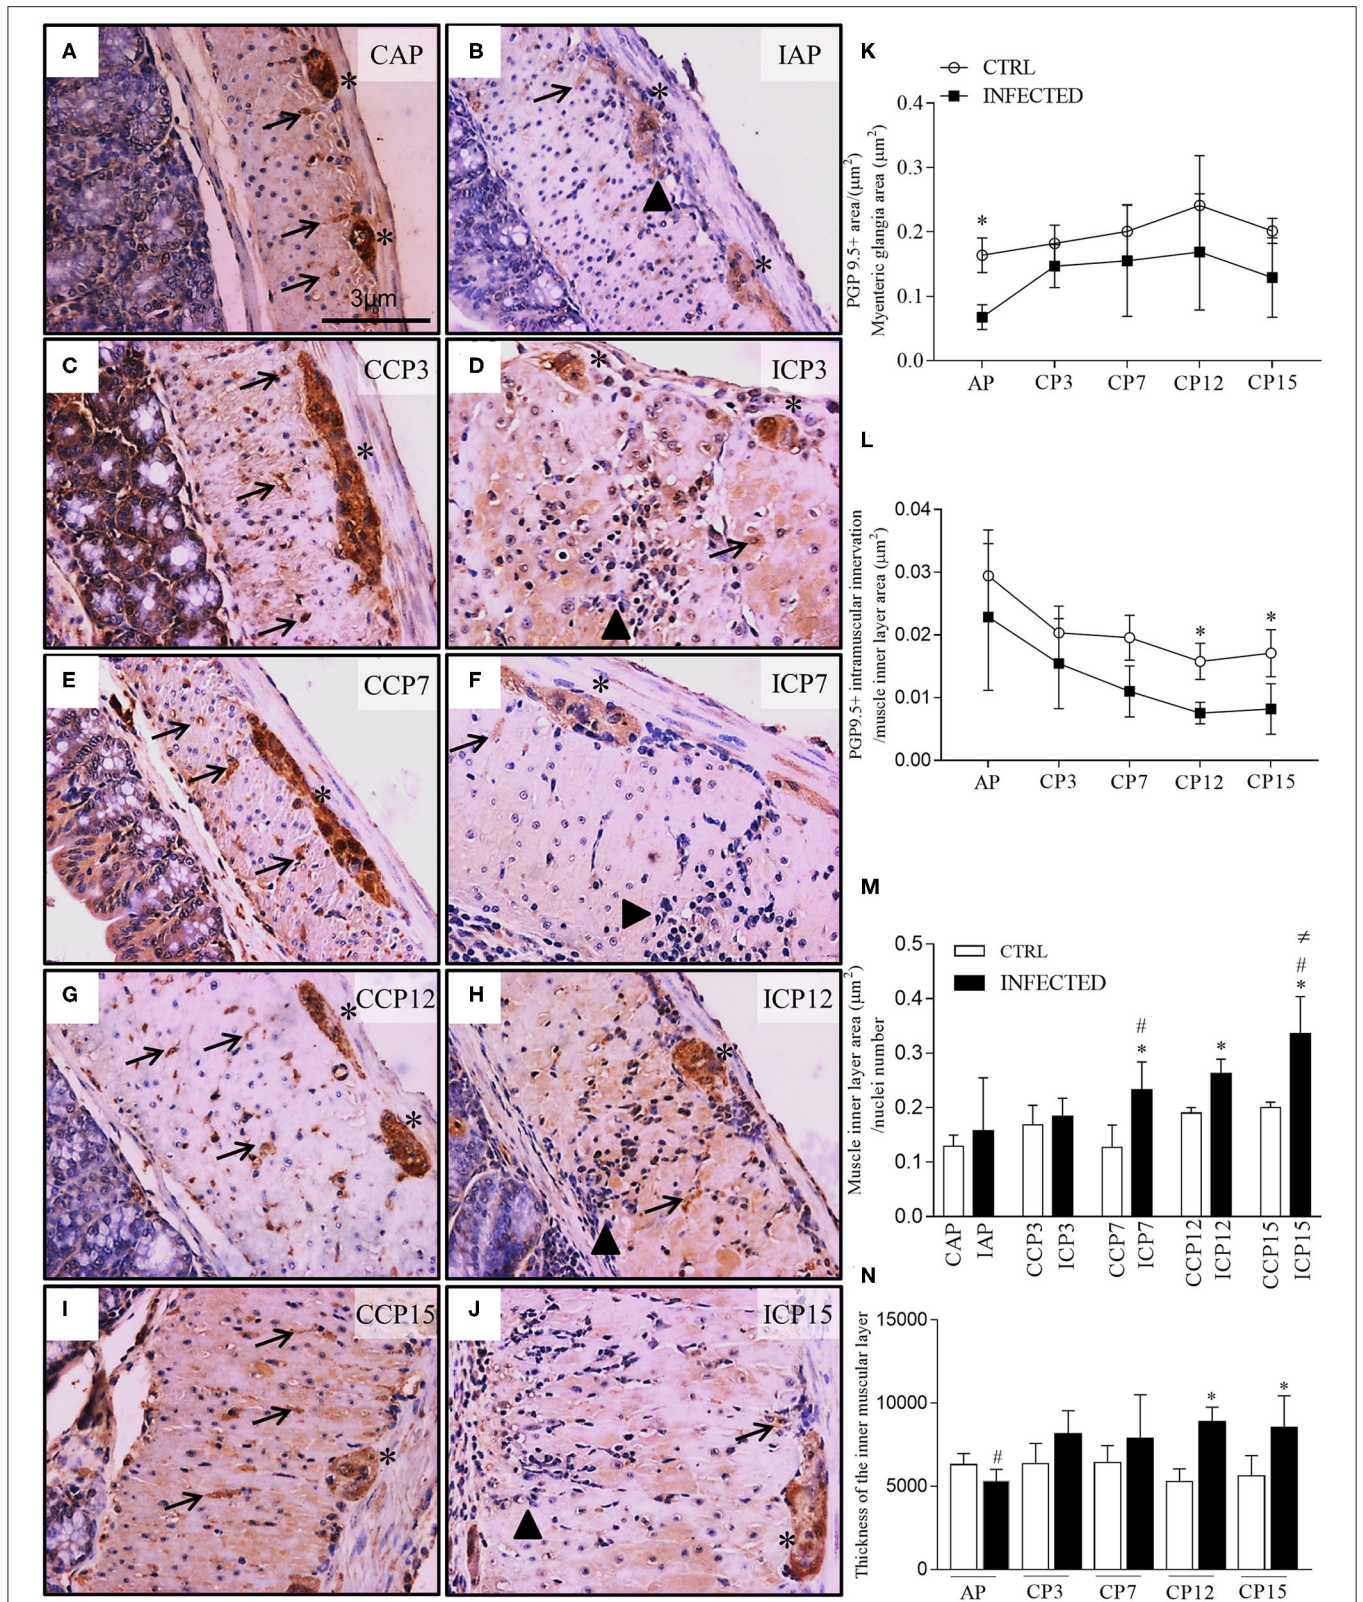 A CAP
3µm
B IAP
C CCP3
D ICP3
E CCP7
F ICP7
G CCP12
H ICP12
I CCP15
J ICP15
K
CTRL
INFECTED
PGP 9.5+ area/(µm²)
Myenteric glangia area (µm²)
0.4
0.3
0.2
0.1
0.0
*
AP CP3 CP7 CP12 CP15
L
PGP9.5+ intramuscular innervation
/muscle inner layer area (µm²)
0.04
0.03
0.02
0.01
0.00
* *
AP CP3 CP7 CP12 CP15
M
Muscle inner layer area (µm²)
/nuclei number
CTRL
INFECTED
0.5
0.4
0.3
0.2
0.1
0.0
#
*
*
≠
#
*
CAP IAP CCP3 ICP3 CCP7 ICP7 CCP12 ICP12 CCP15 ICP15
N
Thickness of the inner muscular layer
15000
10000
5000
0
# * *
AP CP3 CP7 CP12 CP15